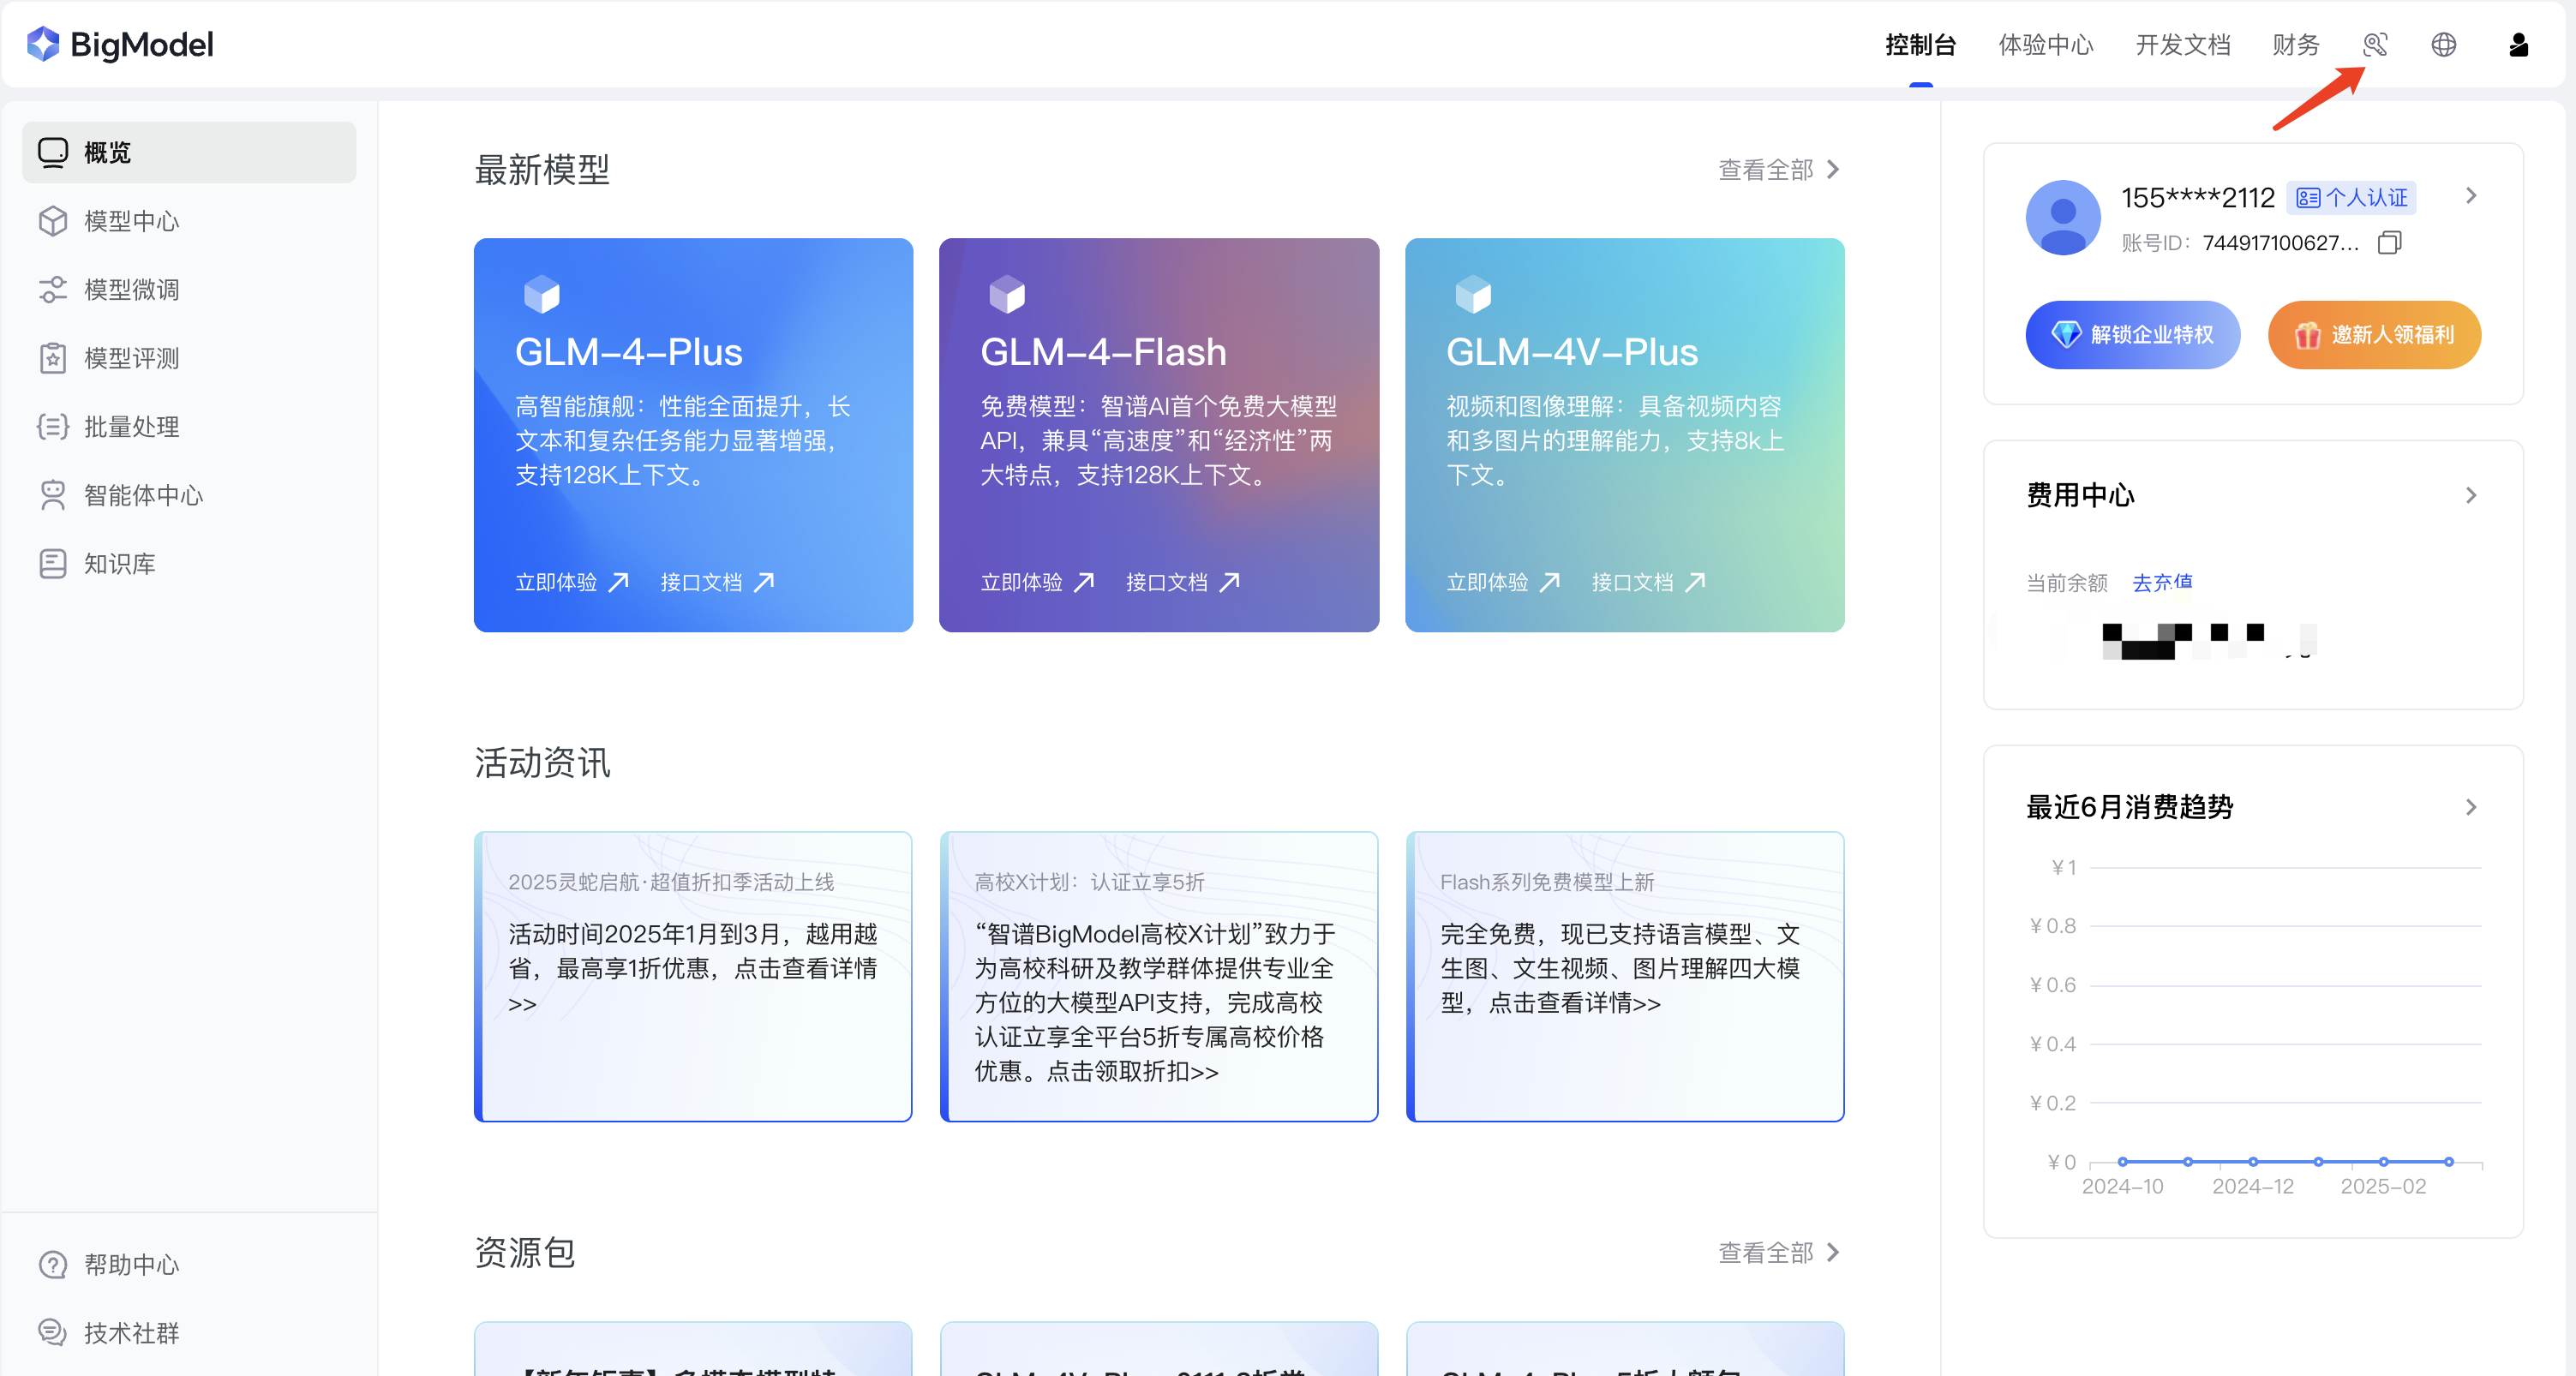 BigModel
控制台 体验中心 开发文档 财务
概览
模型中心
模型微调
模型评测
批量处理
智能体中心
知识库
帮助中心
技术社群
最新模型 查看全部
GLM-4-Plus
高智能旗舰：性能全面提升，长
文本和复杂任务能力显著增强，
支持128K上下文。
立即体验 接口文档
GLM-4-Flash
免费模型：智谱AI首个免费大模型
API，兼具“高速度”和“经济性”两
大特点，支持128K上下文。
立即体验 接口文档
GLM-4V-Plus
视频和图像理解：具备视频内容
和多图片的理解能力，支持8k上
下文。
立即体验 接口文档
活动资讯
2025灵蛇启航·超值折扣季活动上线
活动时间2025年1月到3月，越用越
省，最高享1折优惠，点击查看详情
>>
高校X计划：认证立享5折
“智谱BigModel高校X计划”致力于
为高校科研及教学群体提供专业全
方位的大模型API支持，完成高校
认证立享全平台5折专属高校价格
优惠。点击领取折扣>>
Flash系列免费模型上新
完全免费，现已支持语言模型、文
生图、文生视频、图片理解四大模
型，点击查看详情>>
资源包 查看全部
155****2112 个人认证
账号ID：744917100627...
解锁企业特权 邀新人领福利
费用中心
当前余额 去充值
最近6月消费趋势
¥1
¥0.8
¥0.6
¥0.4
¥0.2
¥0
2024-10 2024-12 2025-02